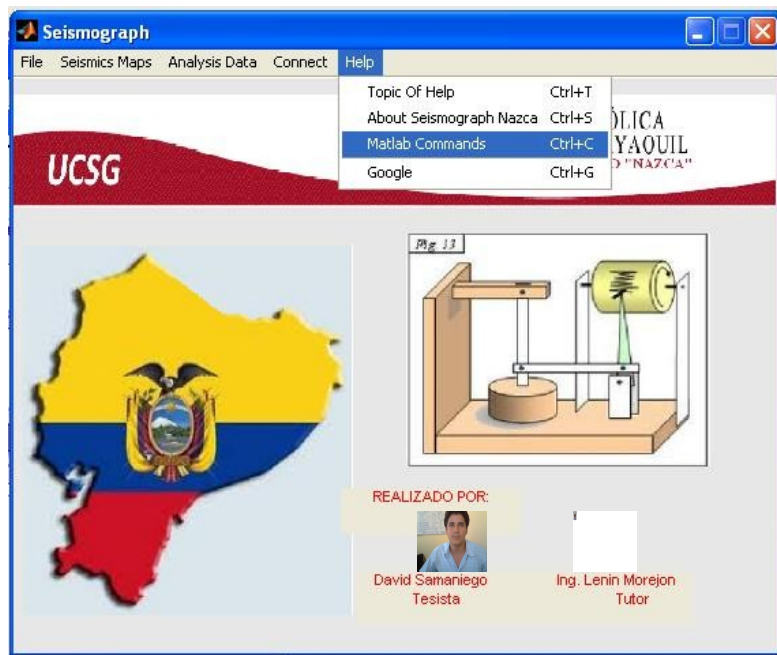 Seismograph
File Seismics Maps Analysis Data Connect Help
Topic Of Help Ctrl+T
About Seismograph Nazca Ctrl+S
Matlab Commands Ctrl+C
Google Ctrl+G
ÓLICA
YAQUIL
"NAZCA"
UCSG
Fig 13
REALIZADO POR:
David Samaniego
Tesista
Ing. Lenin Morejon
Tutor